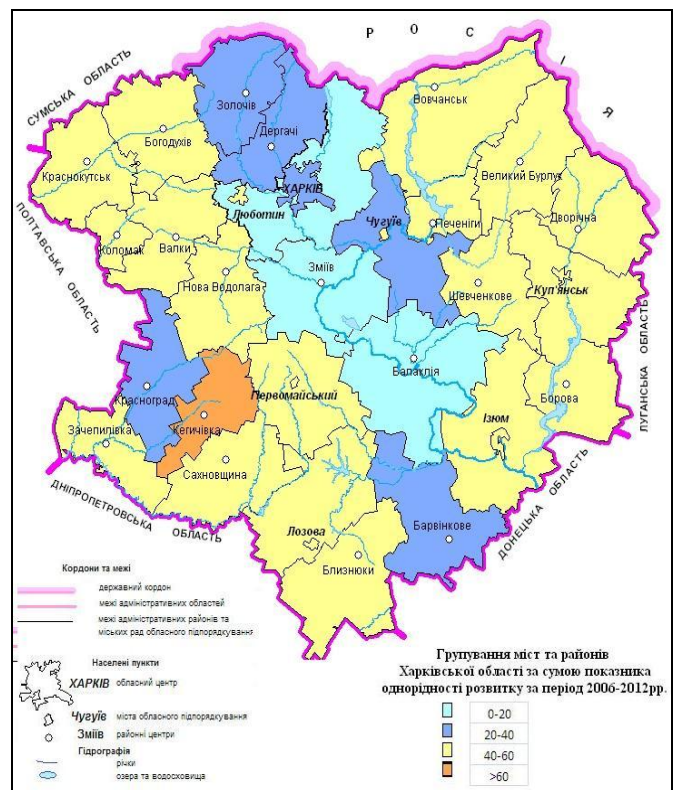 Р О С І Я
СУМСЬКА ОБЛАСТЬ
Золочів
Вовчанськ
Дергачі
Богодухів
Краснокутськ
ХАРКІВ
Великий Бурлук
Люботин
Чугуїв
Печеніги
Дворічна
ПОЛТАВСЬКА ОБЛАСТЬ
Коломак
Валки
Зміїв
Нова Водолага
Шевченкове
Куп'янськ
ЛУГАНСЬКА ОБЛАСТЬ
Балаклія
Красноград
Первомайський
Борова
Кегичівка
Ізюм
Зачепилівка
Сахновщина
ДНІПРОПЕТРОВСЬКА ОБЛАСТЬ
ДОНЕЦЬКА ОБЛАСТЬ
Барвінкове
Лозова
Близнюки
Кордони та межі
державний кордон
межі адміністративних областей
межі адміністративних районів та
міських рад обласного підпорядкування
Населені пункти
ХАРКІВ обласний центр
Чугуїв міста обласного підпорядкування
Зміїв районні центри
Гідрографія
річки
озера та водосховища
Групування міст та районів
Харківської області за сумою показника
однорідності розвитку за період 2006-2012рр.
0-20
20-40
40-60
>60